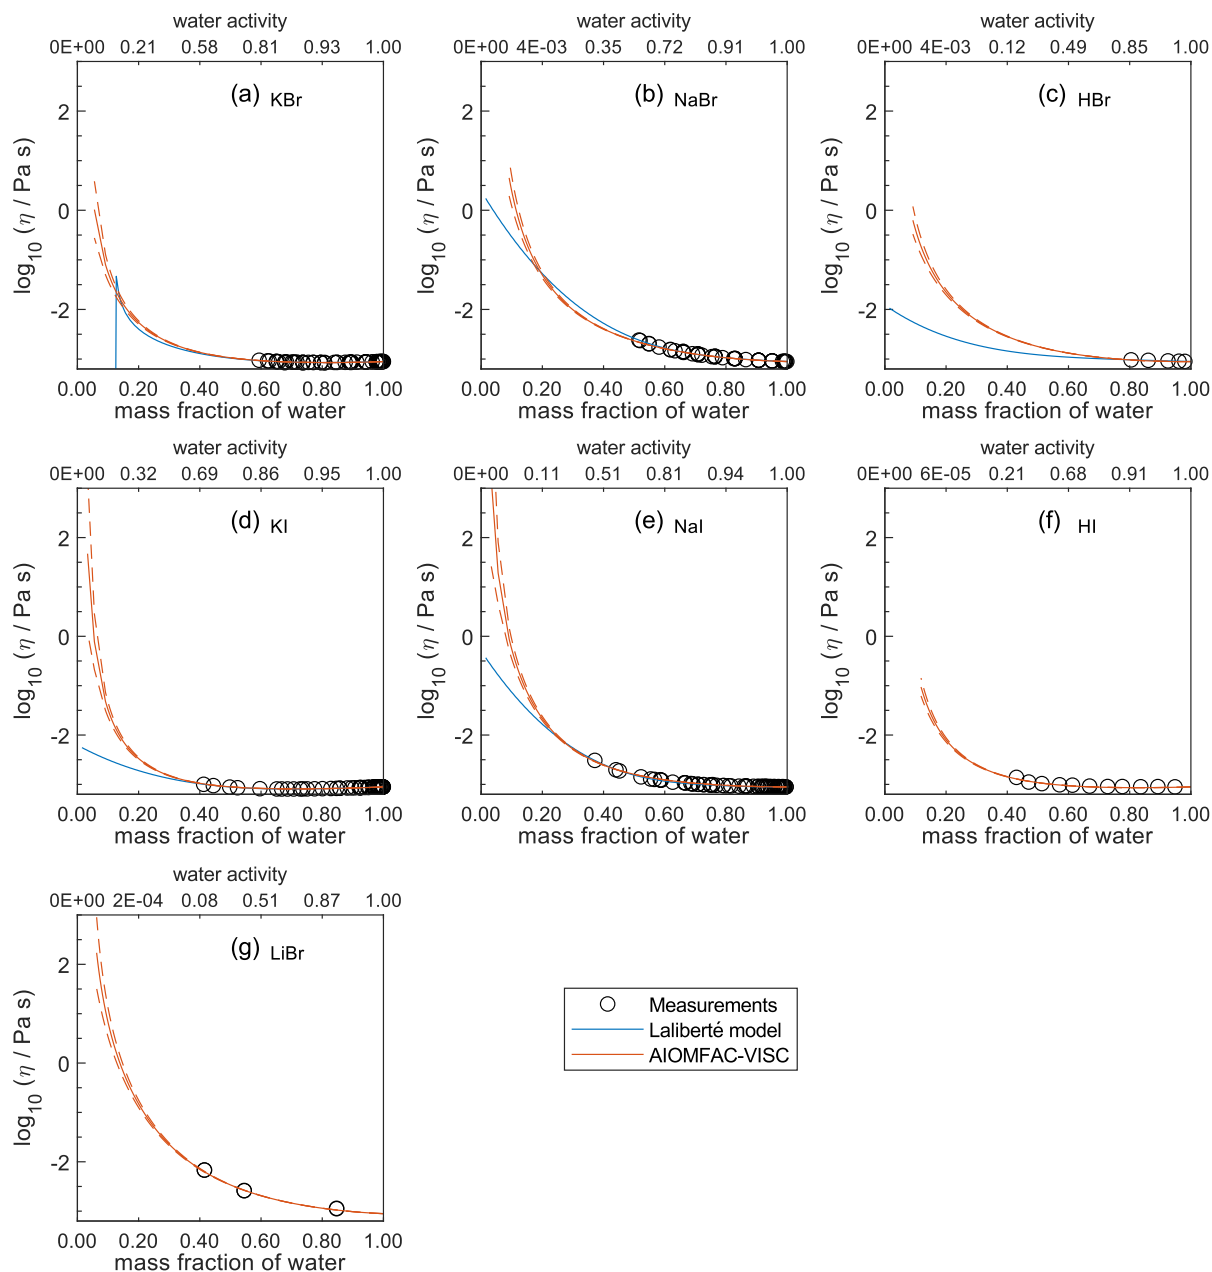 water activity
0E+00 0.21 0.58 0.81 0.93 1.00
(a) KBr
log10 (η / Pa s)
2
0
-2
0.00 0.20 0.40 0.60 0.80 1.00
mass fraction of water
water activity
0E+00 4E-03 0.35 0.72 0.91 1.00
(b) NaBr
log10 (η / Pa s)
2
0
-2
0.00 0.20 0.40 0.60 0.80 1.00
mass fraction of water
water activity
0E+00 4E-03 0.12 0.49 0.85 1.00
(c) HBr
log10 (η / Pa s)
2
0
-2
0.00 0.20 0.40 0.60 0.80 1.00
mass fraction of water
water activity
0E+00 0.32 0.69 0.86 0.95 1.00
(d) KI
log10 (η / Pa s)
2
0
-2
0.00 0.20 0.40 0.60 0.80 1.00
mass fraction of water
water activity
0E+00 0.11 0.51 0.81 0.94 1.00
(e) NaI
log10 (η / Pa s)
2
0
-2
0.00 0.20 0.40 0.60 0.80 1.00
mass fraction of water
water activity
0E+00 6E-05 0.21 0.68 0.91 1.00
(f) HI
log10 (η / Pa s)
2
0
-2
0.00 0.20 0.40 0.60 0.80 1.00
mass fraction of water
water activity
0E+00 2E-04 0.08 0.51 0.87 1.00
(g) LiBr
log10 (η / Pa s)
2
0
-2
0.00 0.20 0.40 0.60 0.80 1.00
mass fraction of water
Measurements
Laliberté model
AIOMFAC-VISC